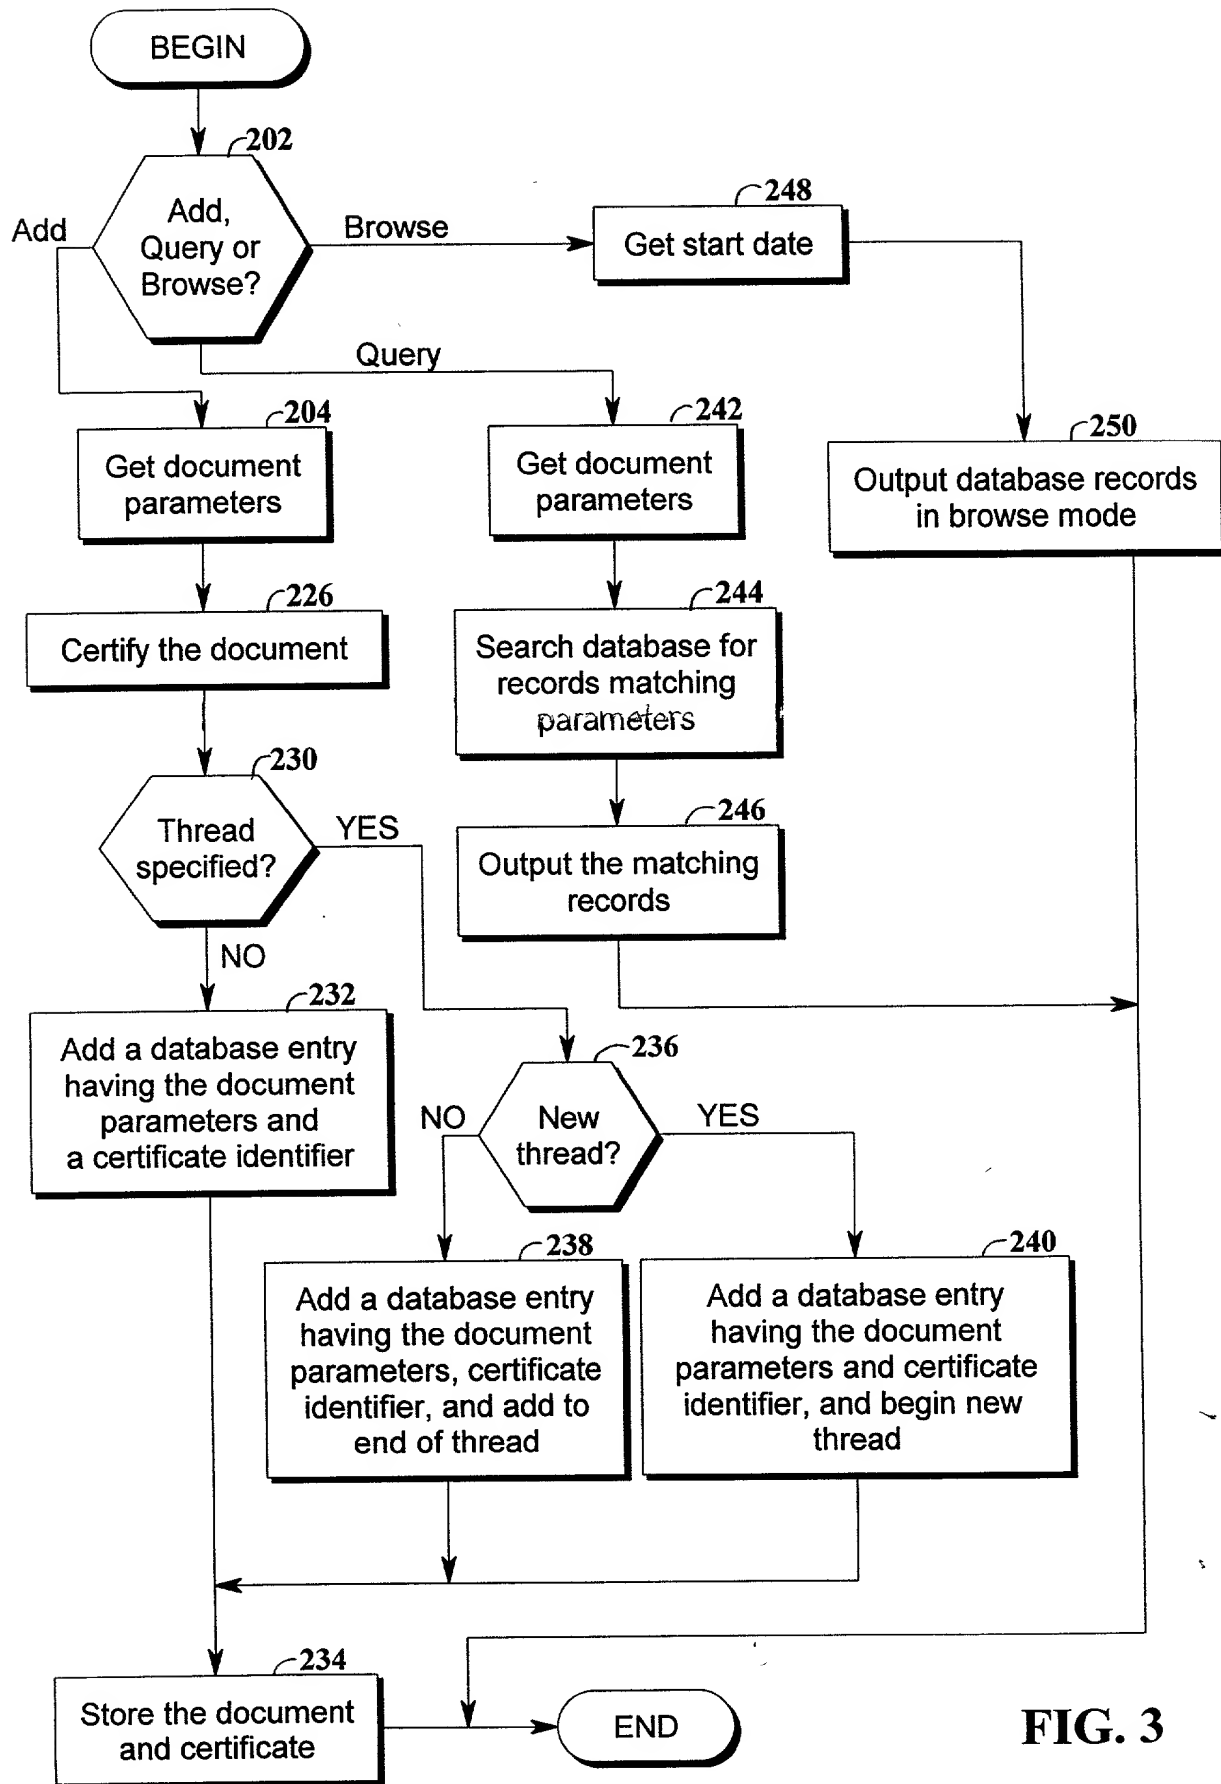 BEGIN
202
Add,
Query or
Browse?
Add
Browse
248
Get start date
Query
204
Get document
parameters
242
Get document
parameters
250
Output database records
in browse mode
226
Certify the document
244
Search database for
records matching
parameters
230
Thread
specified?
YES
NO
246
Output the matching
records
232
Add a database entry
having the document
parameters and
a certificate identifier
236
New
thread?
NO
YES
238
Add a database entry
having the document
parameters, certificate
identifier, and add to
end of thread
240
Add a database entry
having the document
parameters and certificate
identifier, and begin new
thread
234
Store the document
and certificate
END
FIG. 3